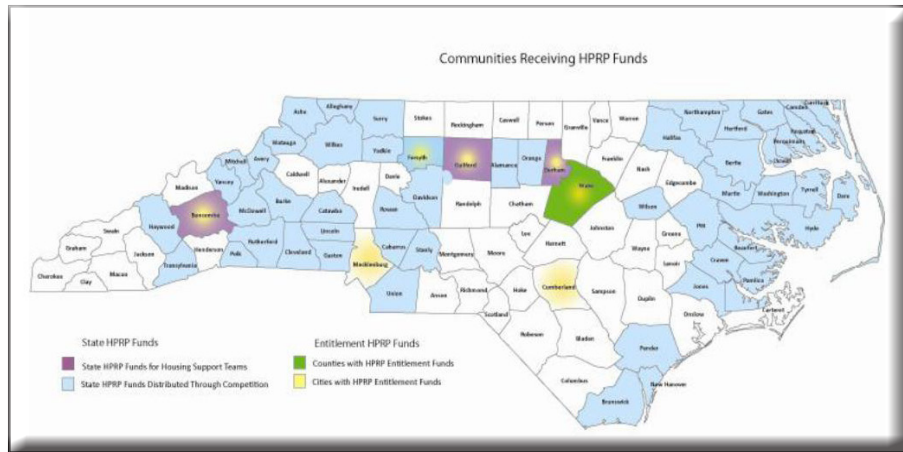 Communities Receiving HPRP Funds
Ashe
Alleghany
Surry
Stokes
Rockingham
Caswell
Person
Granville
Vance
Warren
Northampton
Gates
Camden
Currituck
Halifax
Hertford
Perquimans
Watauga
Wilkes
Yadkin
Forsyth
Guilford
Alamance
Orange
Durham
Franklin
Nash
Edgecombe
Bertie
Mitchell
Avery
Caldwell
Alexander
Iredell
Davie
Davidson
Randolph
Chatham
Wake
Wilson
Martin
Washington
Tyrrell
Dare
Madison
Yancey
Burke
McDowell
Catawba
Rowan
Buncombe
Haywood
Swain
Graham
Jackson
Henderson
Transylvania
Polk
Rutherford
Cleveland
Lincoln
Gaston
Mecklenburg
Cabarrus
Stanly
Montgomery
Moore
Lee
Harnett
Johnston
Wayne
Greene
Pitt
Beaufort
Hyde
Cherokee
Clay
Macon
Union
Anson
Richmond
Hoke
Cumberland
Sampson
Duplin
Lenoir
Craven
Pamlico
Jones
Onslow
Carteret
Scotland
Robeson
Bladen
Pender
Columbus
New Hanover
Brunswick
State HPRP Funds
State HPRP Funds for Housing Support Teams
State HPRP Funds Distributed Through Competition
Entitlement HPRP Funds
Counties with HPRP Entitlement Funds
Cities with HPRP Entitlement Funds